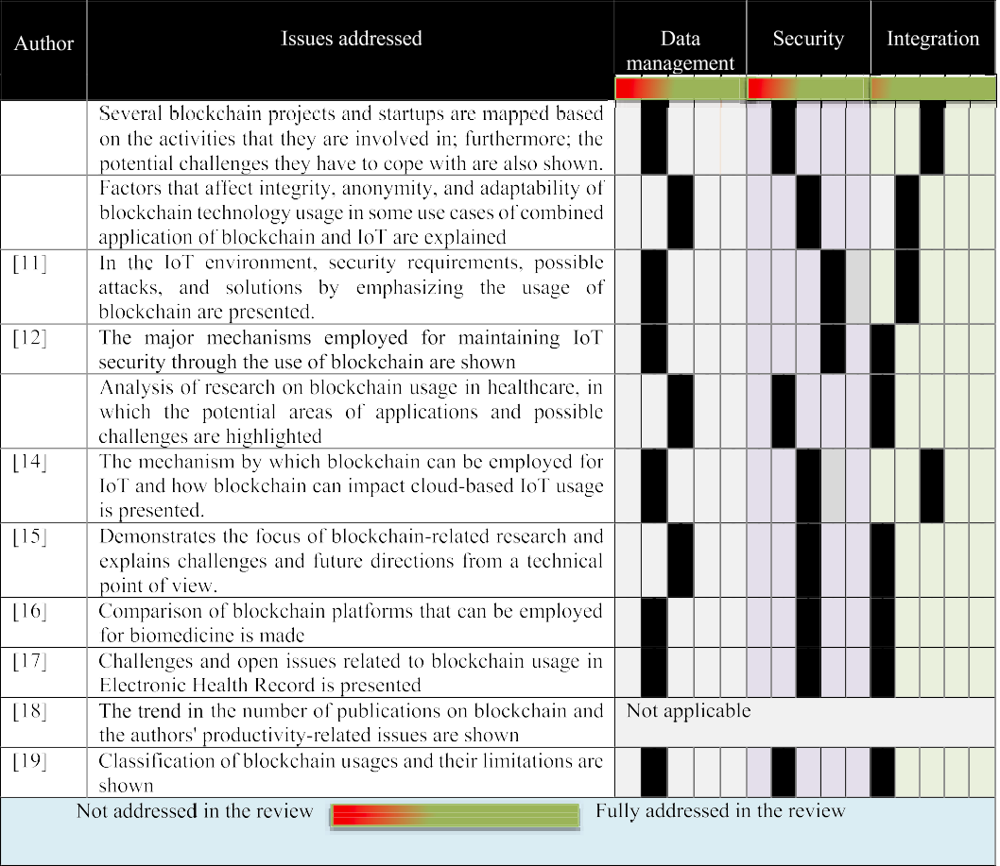 Author
Issues addressed
Data
management
Security
Integration
Several blockchain projects and startups are mapped based
on the activities that they are involved in; furthermore; the
potential challenges they have to cope with are also shown.
Factors that affect integrity, anonymity, and adaptability of
blockchain technology usage in some use cases of combined
application of blockchain and IoT are explained
[11]
In the IoT environment, security requirements, possible
attacks, and solutions by emphasizing the usage of
blockchain are presented.
[12]
The major mechanisms employed for maintaining IoT
security through the use of blockchain are shown
Analysis of research on blockchain usage in healthcare, in
which the potential areas of applications and possible
challenges are highlighted
[14]
The mechanism by which blockchain can be employed for
IoT and how blockchain can impact cloud-based IoT usage
is presented.
[15]
Demonstrates the focus of blockchain-related research and
explains challenges and future directions from a technical
point of view.
[16]
Comparison of blockchain platforms that can be employed
for biomedicine is made
[17]
Challenges and open issues related to blockchain usage in
Electronic Health Record is presented
[18]
The trend in the number of publications on blockchain and
the authors' productivity-related issues are shown
Not applicable
[19]
Classification of blockchain usages and their limitations are
shown
Not addressed in the review
Fully addressed in the review